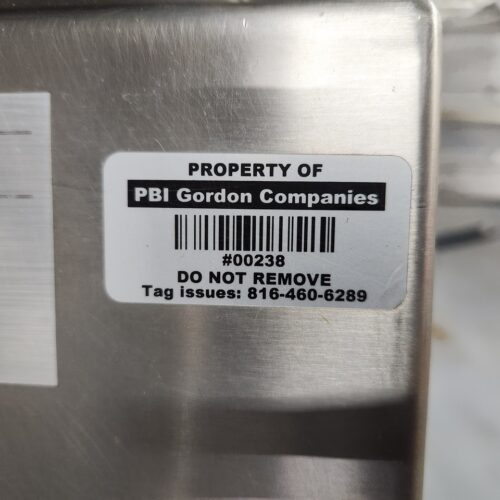 PROPERTY OF
PBI Gordon Companies
#00238
DO NOT REMOVE
Tag issues: 816-460-6289